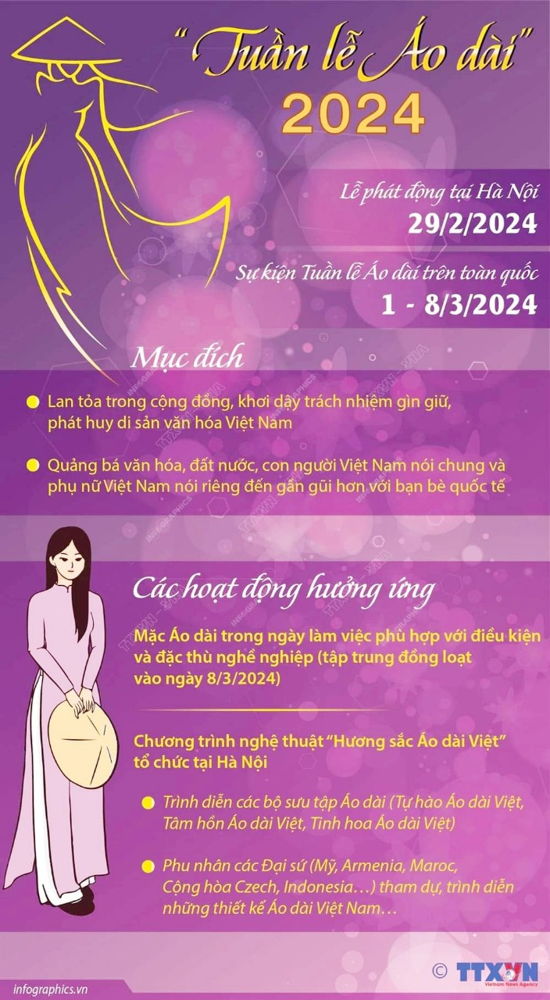 “Tuần lễ Áo dài”
2024
Lễ phát động tại Hà Nội
29/2/2024
Sự kiện Tuần lễ Áo dài trên toàn quốc
1 - 8/3/2024
Mục đích
Lan tỏa trong cộng đồng, khơi dậy trách nhiệm gìn giữ,
phát huy di sản văn hóa Việt Nam
Quảng bá văn hóa, đất nước, con người Việt Nam nói chung và
phụ nữ Việt Nam nói riêng đến gần gũi hơn với bạn bè quốc tế
Các hoạt động hưởng ứng
Mặc Áo dài trong ngày làm việc phù hợp với điều kiện
và đặc thù nghề nghiệp (tập trung đồng loạt
vào ngày 8/3/2024)
Chương trình nghệ thuật “Hương sắc Áo dài Việt”
tổ chức tại Hà Nội
Trình diễn các bộ sưu tập Áo dài (Tự hào Áo dài Việt,
Tâm hồn Áo dài Việt, Tinh hoa Áo dài Việt)
Phu nhân các Đại sứ (Mỹ, Armenia, Maroc,
Cộng hòa Czech, Indonesia…) tham dự, trình diễn
những thiết kế Áo dài Việt Nam…
© TTXVN
Vietnam News Agency
infographics.vn